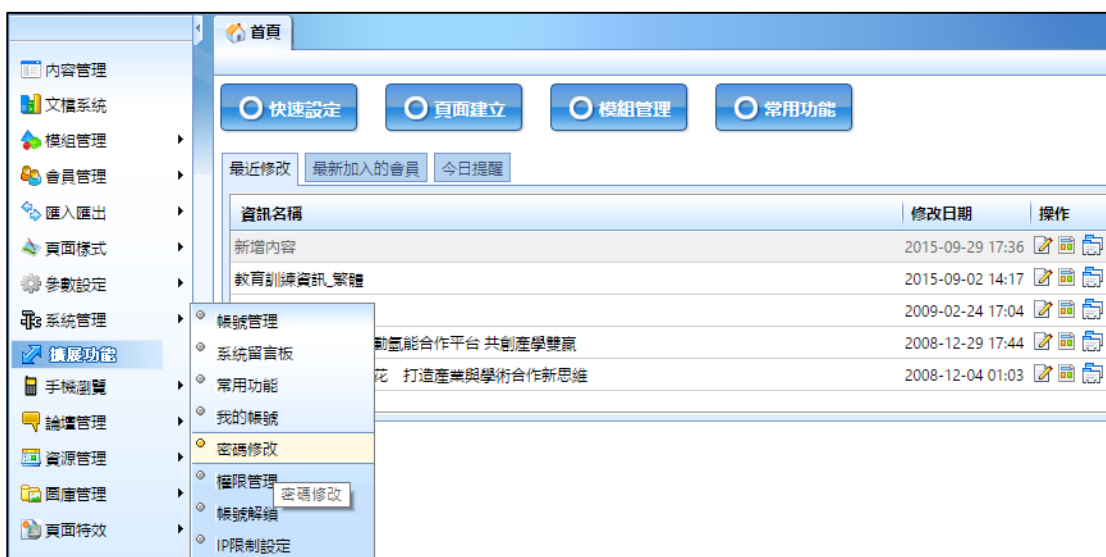 首頁
內容管理
文檔系統
模組管理
會員管理
匯入匯出
頁面樣式
參數設定
系統管理
擴展功能
手機瀏覽
論壇管理
資源管理
圖庫管理
頁面特效
快速設定
頁面建立
模組管理
常用功能
最近修改
最新加入的會員
今日提醒
資訊名稱 修改日期 操作
新增內容 2015-09-29 17:36
教育訓練資訊_繁體 2015-09-02 14:17
2009-02-24 17:04
動氫能合作平台 共創產學雙贏 2008-12-29 17:44
花 打造產業與學術合作新思維 2008-12-04 01:03
帳號管理
系統留言板
常用功能
我的帳號
密碼修改
權限管理
密碼修改
帳號解鎖
IP限制設定